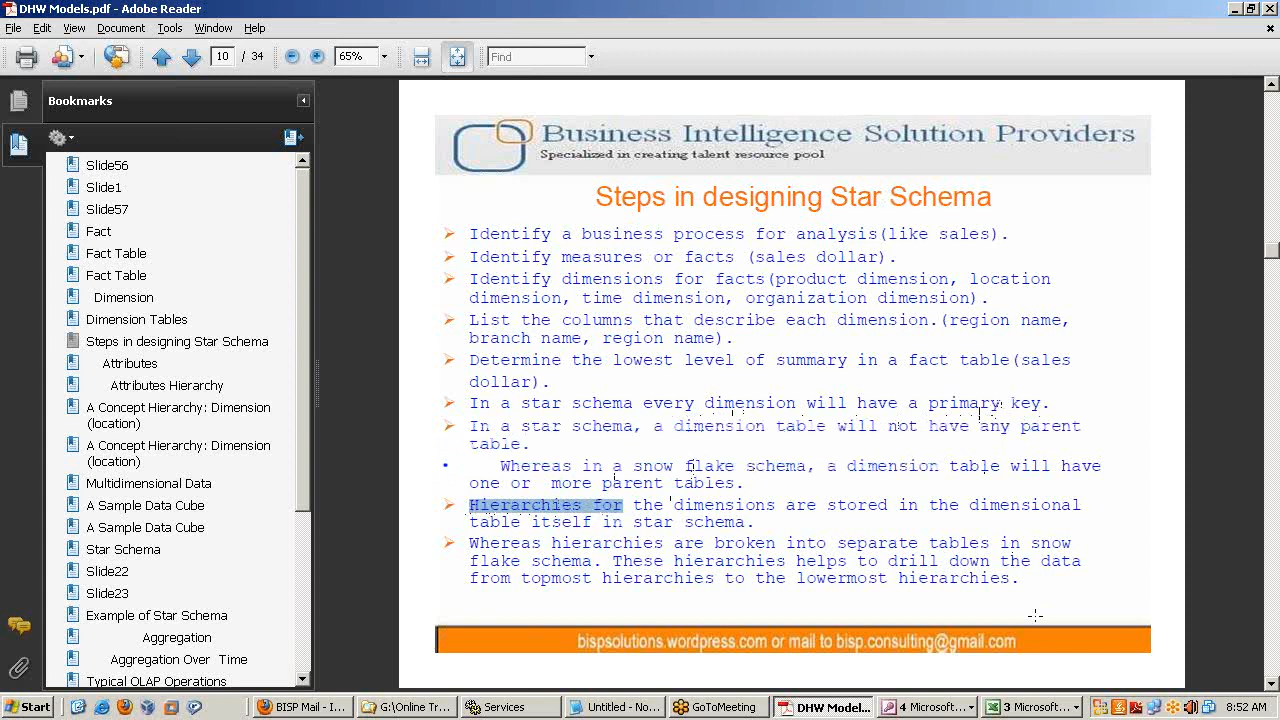 DHW Models.pdf - Adobe Reader
File Edit View Document Tools Window Help
10 / 34 65% Find
Bookmarks
Slide56
Slide1
Slide57
Fact
Fact Table
Fact Table
Dimension
Dimension Tables
Steps in designing Star Schema
Attributes
Attributes Hierarchy
A Concept Hierarchy: Dimension
(location)
A Concept Hierarchy: Dimension
(location)
Multidimensional Data
A Sample Data Cube
A Sample Data Cube
Star Schema
Slide22
Slide23
Example of Star Schema
Aggregation
Aggregation Over Time
Typical OLAP Operations
Business Intelligence Solution Providers
Specialized in creating talent resource pool
Steps in designing Star Schema
Identify a business process for analysis(like sales).
Identify measures or facts (sales dollar).
Identify dimensions for facts(product dimension, location
dimension, time dimension, organization dimension).
List the columns that describe each dimension.(region name,
branch name, region name).
Determine the lowest level of summary in a fact table(sales
dollar).
In a star schema every dimension will have a primary key.
In a star schema, a dimension table will not have any parent
table.
Whereas in a snow flake schema, a dimension table will have
one or more parent tables.
Hierarchies for the dimensions are stored in the dimensional
table itself in star schema.
Whereas hierarchies are broken into separate tables in snow
flake schema. These hierarchies helps to drill down the data
from topmost hierarchies to the lowermost hierarchies.
bispsolutions.wordpress.com or mail to bisp.consulting@gmail.com
Start BISP Mail - I... G:\Online Tr... Services Untitled - No... GoToMeeting DHW Model... 4 Microsoft... 3 Microsoft... 8:52 AM